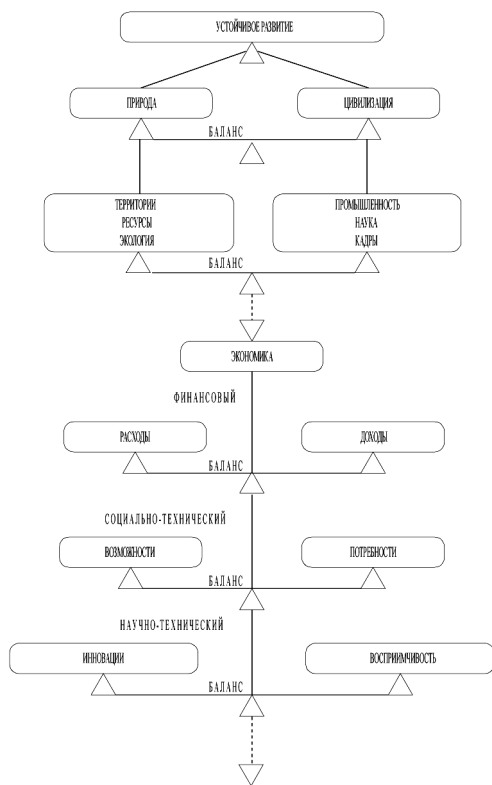 УСТОЙЧИВОЕ РАЗВИТИЕ
ПРИРОДА
ЦИВИЛИЗАЦИЯ
БАЛАНС
ТЕРРИТОРИИ
РЕСУРСЫ
ЭКОЛОГИЯ
ПРОМЫШЛЕННОСТЬ
НАУКА
КАДРЫ
БАЛАНС
ЭКОНОМИКА
ФИНАНСОВЫЙ
РАСХОДЫ
ДОХОДЫ
БАЛАНС
СОЦИАЛЬНО-ТЕХНИЧЕСКИЙ
ВОЗМОЖНОСТИ
ПОТРЕБНОСТИ
БАЛАНС
НАУЧНО-ТЕХНИЧЕСКИЙ
ИННОВАЦИИ
ВОСПРИИМЧИВОСТЬ
БАЛАНС